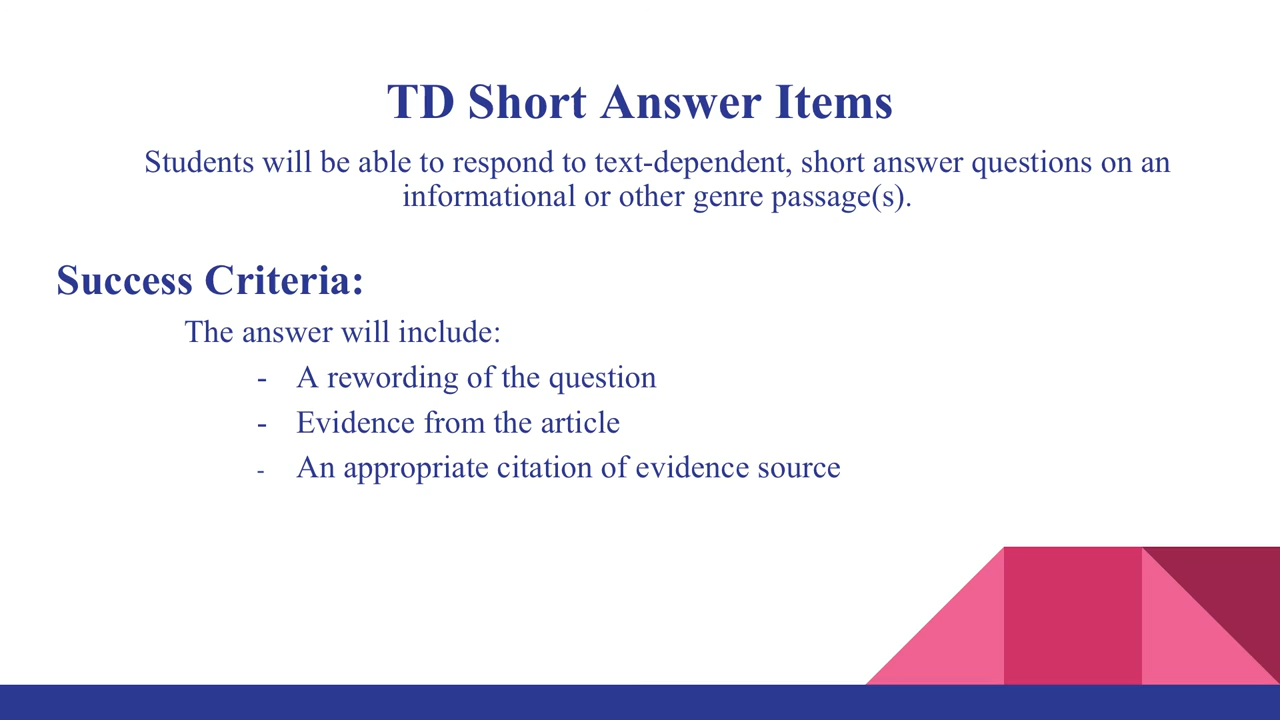 TD Short Answer Items
Students will be able to respond to text-dependent, short answer questions on an
informational or other genre passage(s).
Success Criteria:
The answer will include:
- A rewording of the question
- Evidence from the article
- An appropriate citation of evidence source